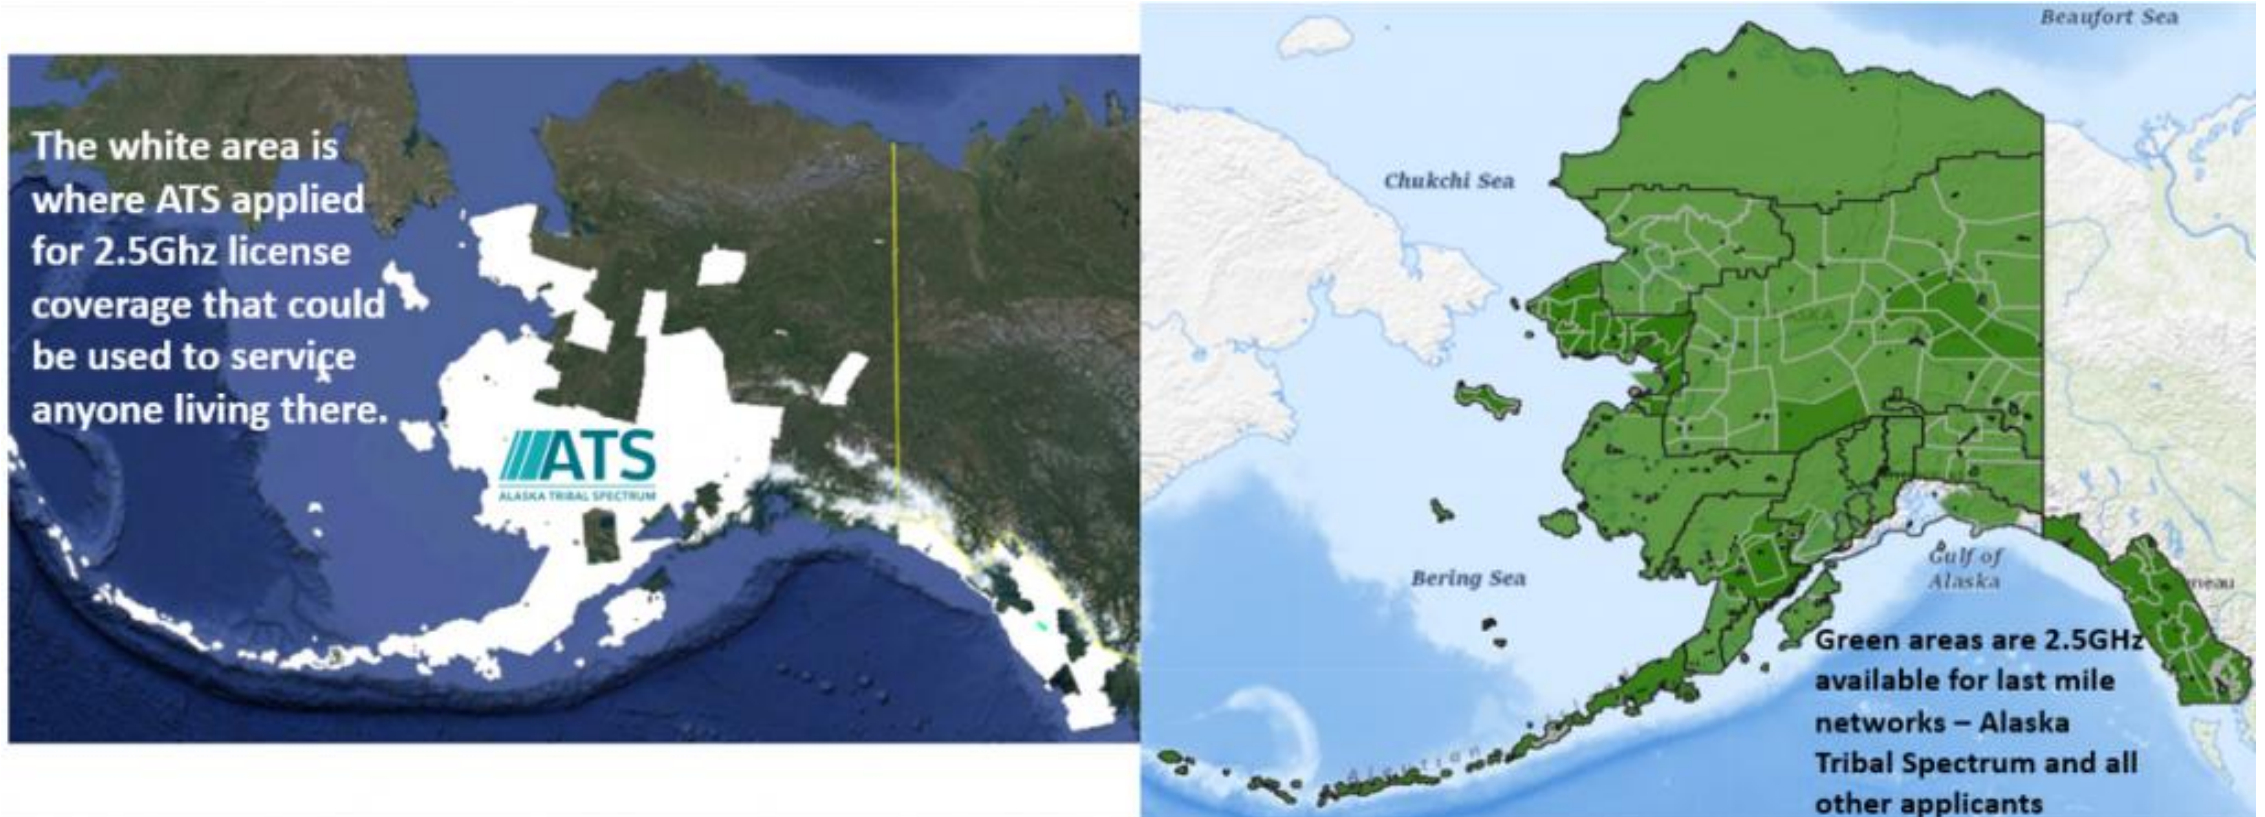 The white area is
where ATS applied
for 2.5Ghz license
coverage that could
be used to service
anyone living there.
ATS
ALASKA TRIBAL SPECTRUM
Beaufort Sea
Chukchi Sea
Bering Sea
Gulf of
Alaska
Green areas are 2.5GHz
available for last mile
networks – Alaska
Tribal Spectrum and all
other applicants